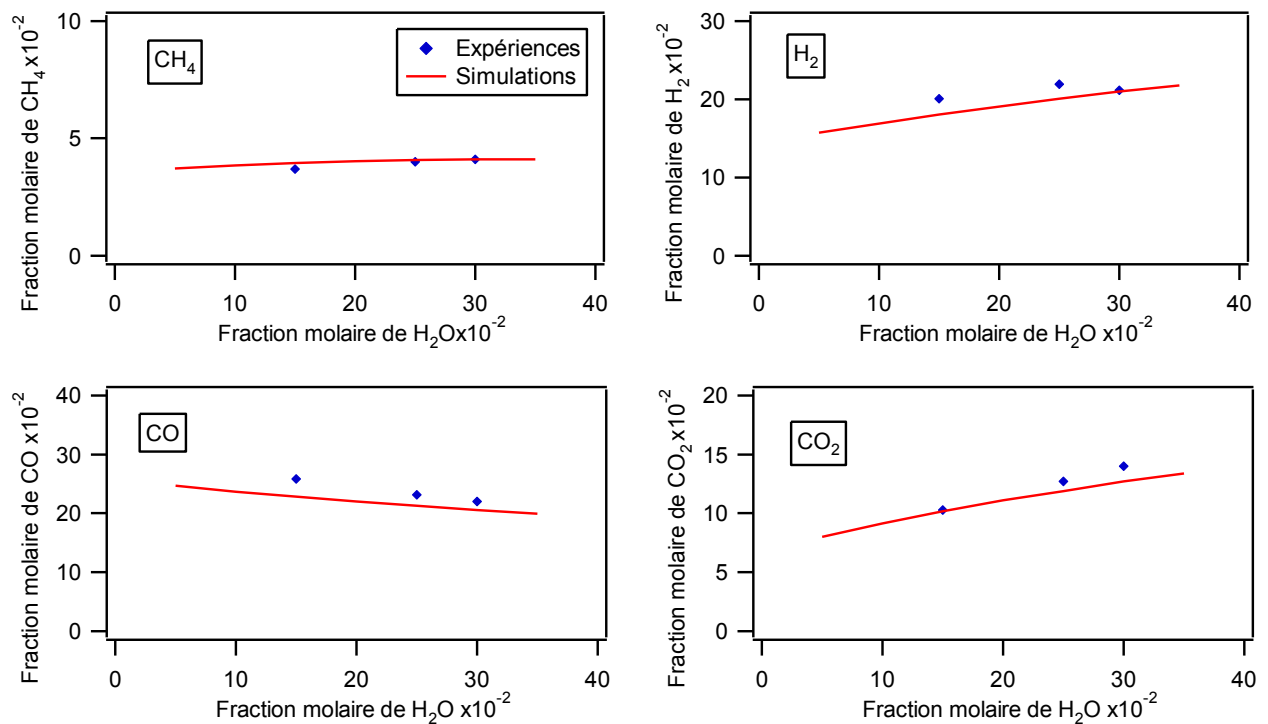 Fraction molaire de CH4 x10-2
10
5
0
CH4
Expériences
Simulations
0 10 20 30 40
Fraction molaire de H2Ox10-2
Fraction molaire de H2 x10-2
30
20
10
0
H2
0 10 20 30 40
Fraction molaire de H2O x10-2
Fraction molaire de CO x10-2
40
30
20
10
0
CO
0 10 20 30 40
Fraction molaire de H2O x10-2
Fraction molaire de CO2x10-2
20
15
10
5
0
CO2
0 10 20 30 40
Fraction molaire de H2O x10-2